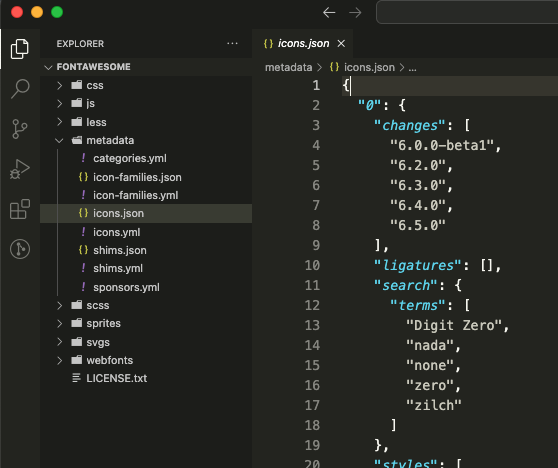 EXPLORER
FONTAWESOME
css
js
less
metadata
! categories.yml
{} icon-families.json
! icon-families.yml
{} icons.json
! icons.yml
{} shims.json
! shims.yml
! sponsors.yml
scss
sprites
svgs
webfonts
LICENSE.txt
{} icons.json ×
metadata > {} icons.json > ...
1 {
2 "0": {
3 "changes": [
4 "6.0.0-beta1",
5 "6.2.0",
6 "6.3.0",
7 "6.4.0",
8 "6.5.0"
9 ],
10 "ligatures": [],
11 "search": {
12 "terms": [
13 "Digit Zero",
14 "nada",
15 "none",
16 "zero",
17 "zilch"
18 ]
19 },
20 "styles": [